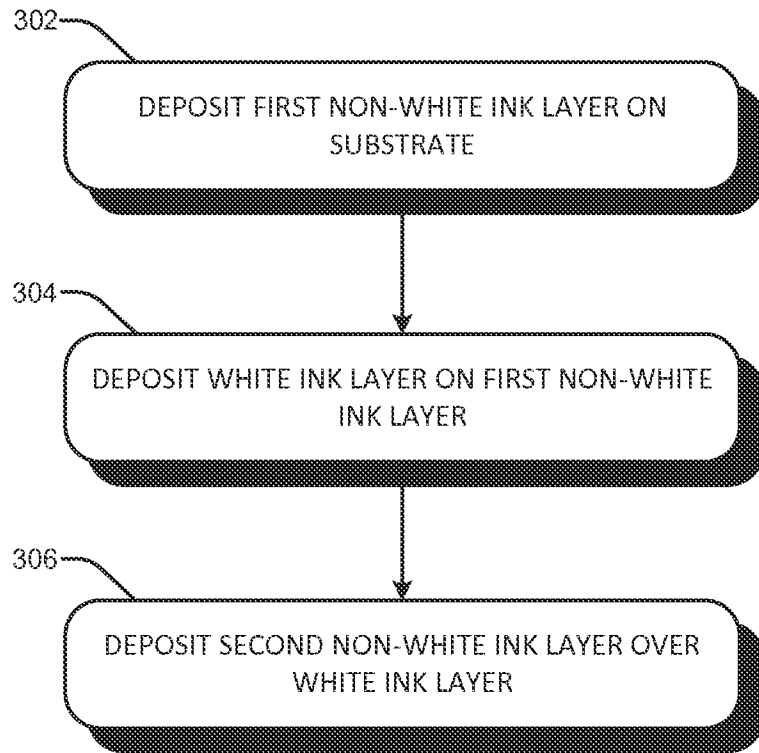 302
DEPOSIT FIRST NON-WHITE INK LAYER ON
SUBSTRATE
304
DEPOSIT WHITE INK LAYER ON FIRST NON-WHITE
INK LAYER
306
DEPOSIT SECOND NON-WHITE INK LAYER OVER
WHITE INK LAYER